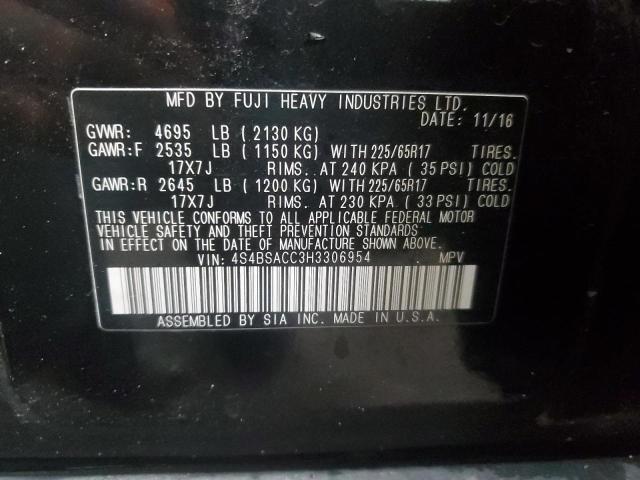 MFD BY FUJI HEAVY INDUSTRIES LTD.
DATE: 11/16
GVWR: 4695 LB (2130 KG)
GAWR:F 2535 LB (1150 KG) WITH 225/65R17 TIRES.
17X7J RIMS. AT 240 KPA (35 PSI) COLD
GAWR:R 2645 LB (1200 KG) WITH 225/65R17 TIRES.
17X7J RIMS. AT 230 KPA (33 PSI) COLD
THIS VEHICLE CONFORMS TO ALL APPLICABLE FEDERAL MOTOR
VEHICLE SAFETY AND THEFT PREVENTION STANDARDS
IN EFFECT ON THE DATE OF MANUFACTURE SHOWN ABOVE.
VIN: 4S4BSACC3H3306954 MPV
ASSEMBLED BY SIA INC. MADE IN U.S.A.